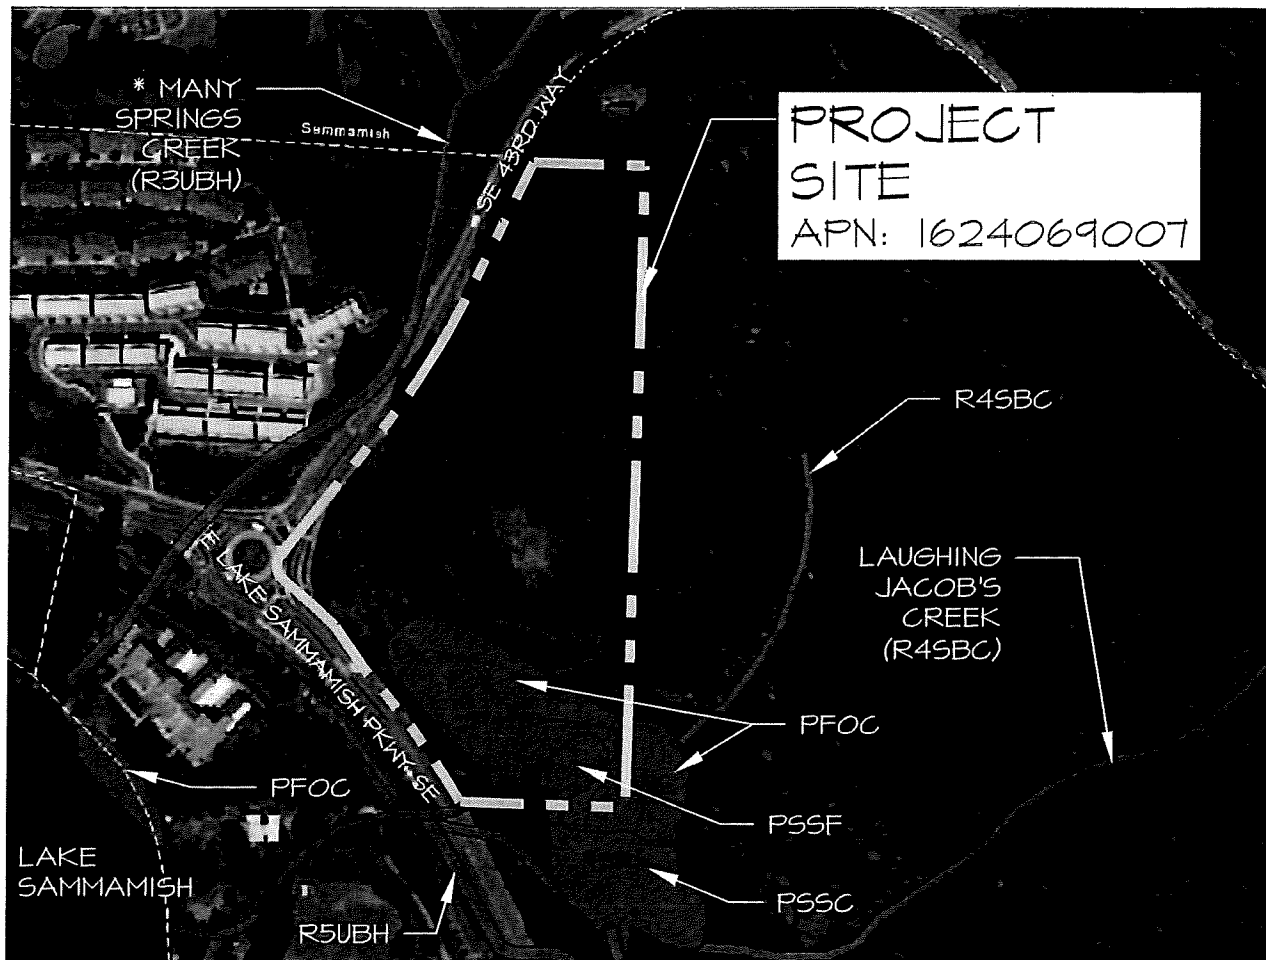 * MANY
SPRINGS
CREEK
(R3UBH)
Sammamish
SE 43RD WAY
PROJECT
SITE
APN: 1624069007
R4SBC
LAUGHING
JACOB'S
CREEK
(R4SBC)
E LAKE SAMMAMISH PKWY SE
PFOC
PFOC
PSSF
LAKE
SAMMAMISH
PSSC
R5UBH